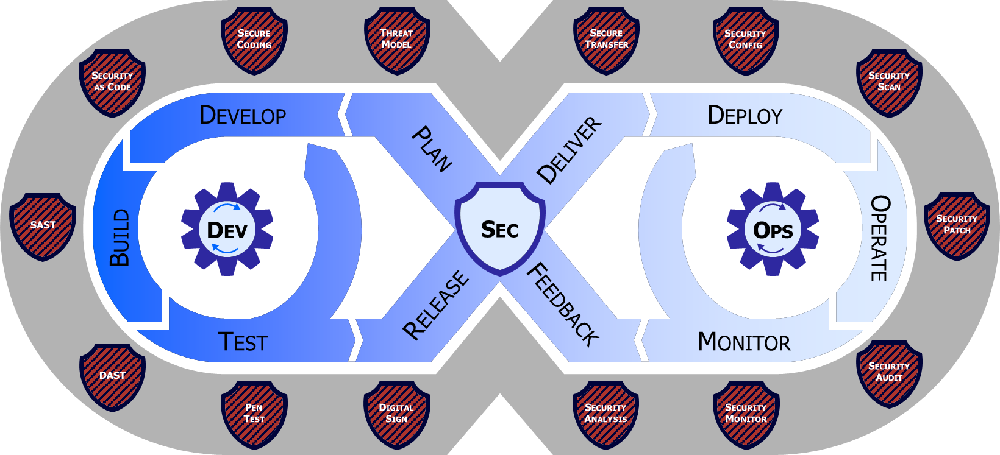 SECURE
CODING
THREAT
MODEL
SECURE
TRANSFER
SECURITY
CONFIG
SECURITY
AS CODE
SECURITY
SCAN
DEVELOP
PLAN
DELIVER
DEPLOY
SAST
BUILD
DEV
SEC
OPS
OPERATE
SECURITY
PATCH
TEST
RELEASE
FEEDBACK
MONITOR
DAST
SECURITY
AUDIT
PEN
TEST
DIGITAL
SIGN
SECURITY
ANALYSIS
SECURITY
MONITOR